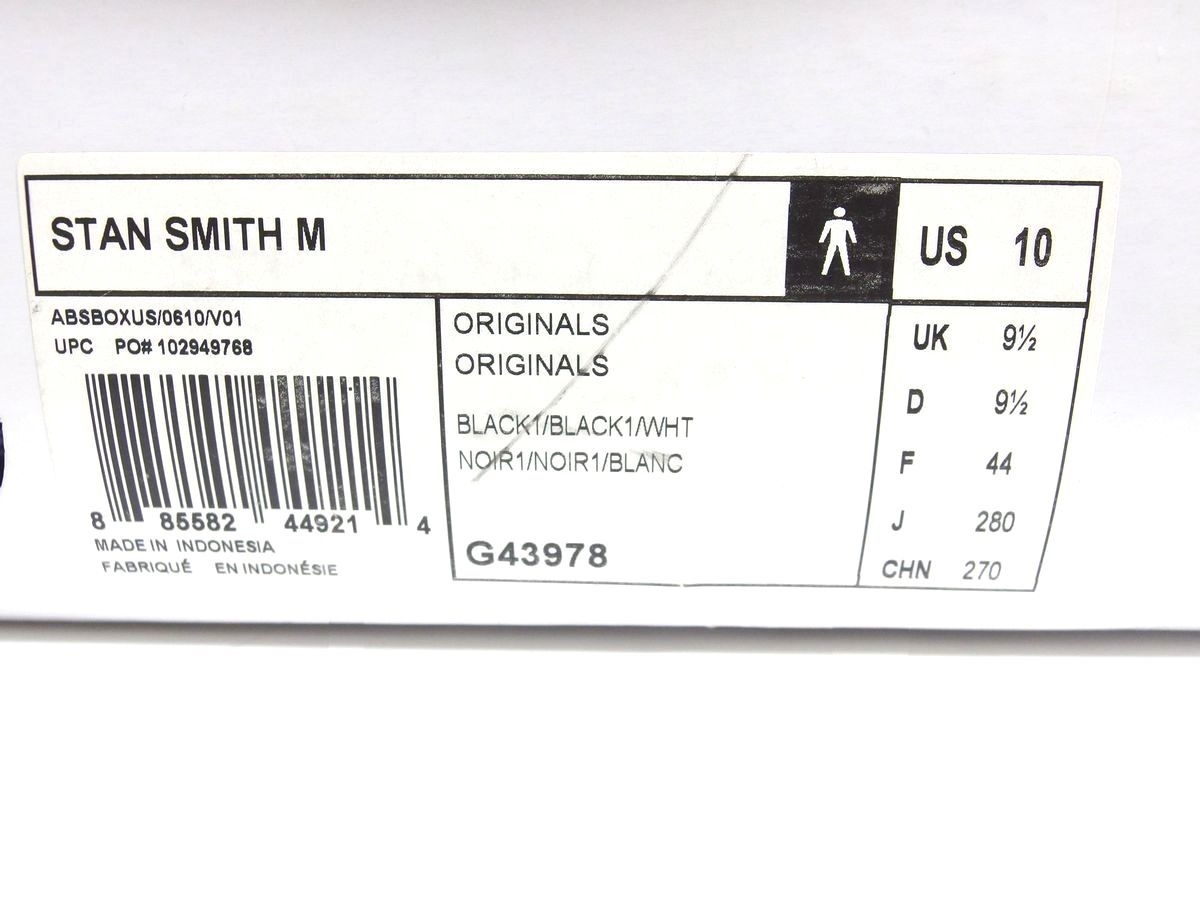 STAN SMITH M
US 10
ABSBOXUS/0610/V01
UPC PO# 102949768
8 85582 44921 4
MADE IN INDONESIA
FABRIQUÉ EN INDONÉSIE
ORIGINALS
ORIGINALS
BLACK1/BLACK1/WHT
NOIR1/NOIR1/BLANC
G43978
UK 9½
D 9½
F 44
J 280
CHN 270